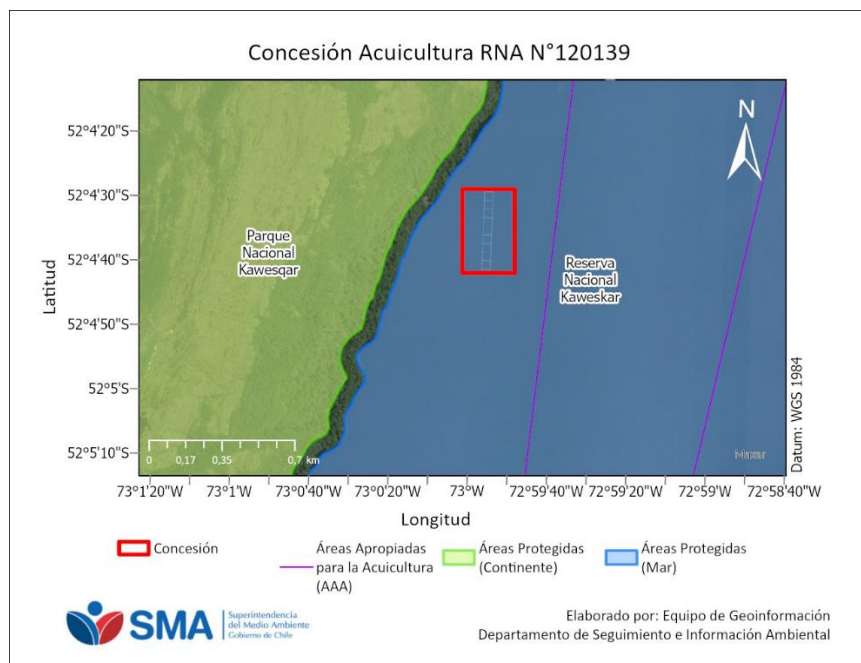 Concesión Acuicultura RNA N°120139
52°4'20"S
52°4'30"S
52°4'40"S
52°4'50"S
52°5'S
52°5'10"S
Latitud
Parque
Nacional
Kawesqar
Reserva
Nacional
Kaweskar
N
Datum: WGS 1984
Maxar
0 0,17 0,35 0,7 km
73°1'20"W 73°1'W 73°0'40"W 73°0'20"W 73°W 72°59'40"W 72°59'20"W 72°59'W 72°58'40"W
Longitud
Concesión
Áreas Apropiadas
para la Acuicultura
(AAA)
Áreas Protegidas
(Continente)
Áreas Protegidas
(Mar)
SMA
Superintendencia
del Medio Ambiente
Gobierno de Chile
Elaborado por: Equipo de Geoinformación
Departamento de Seguimiento e Información Ambiental